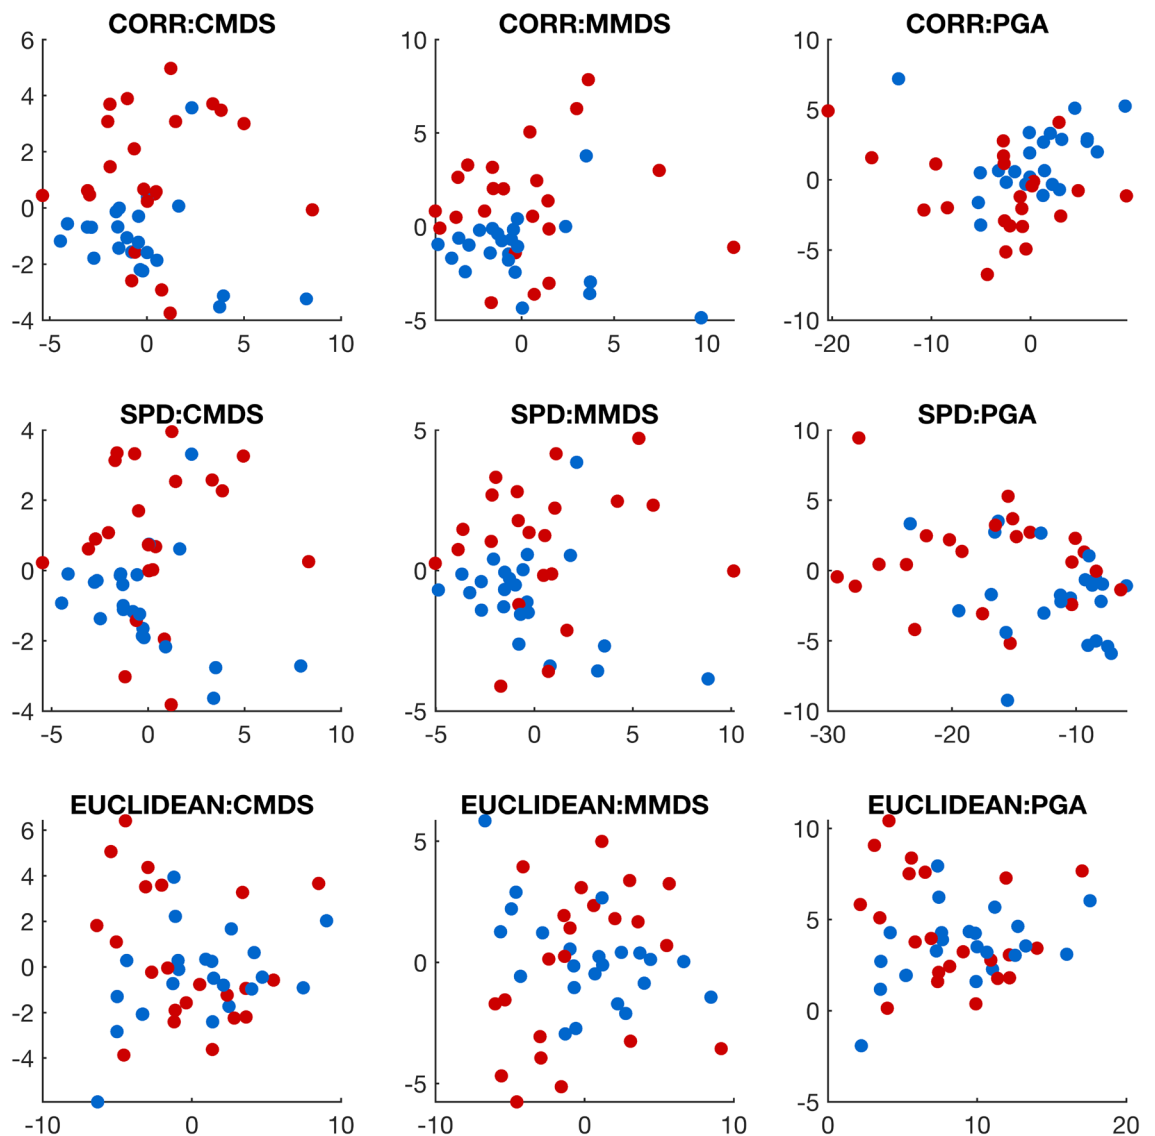 CORR:CMDS CORR:MMDS CORR:PGA
6 10 10
4
5 5
2
0 0 0
-2 -5
-4 -5 -10
-5 0 5 10 0 5 10 -20 -10 0
SPD:CMDS SPD:MMDS SPD:PGA
4 5 10
2 5
0 0 0
-2 -5
-4 -5 -10
-5 0 5 10 -5 0 5 10 -30 -20 -10
EUCLIDEAN:CMDS EUCLIDEAN:MMDS EUCLIDEAN:PGA
6 5 10
4
2 5
0 0
-2 0
-4 -5
-5
-10 0 10 -10 0 10 0 10 20